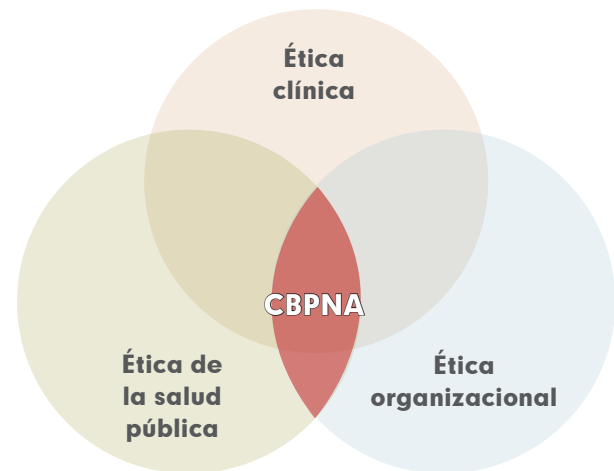 Ética
clínica
CBPNA
Ética de
la salud
pública
Ética
organizacional